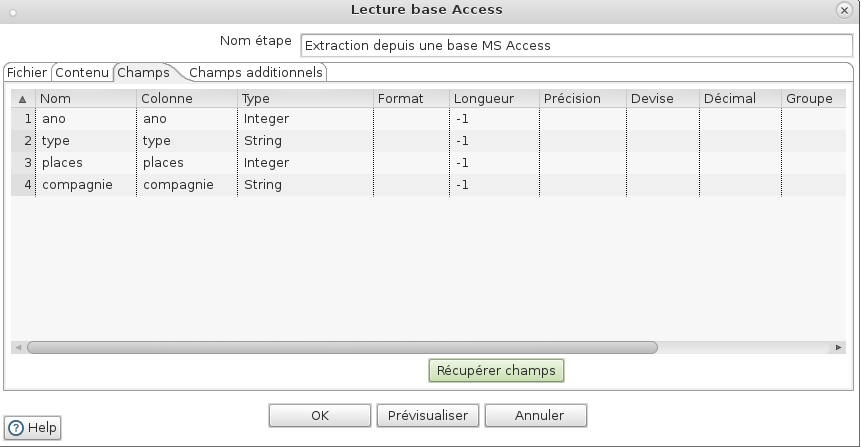 Lecture base Access
Nom étape Extraction depuis une base MS Access
Fichier Contenu Champs Champs additionnels
Nom Colonne Type Format Longueur Précision Devise Décimal Groupe
1 ano ano Integer -1
2 type type String -1
3 places places Integer -1
4 compagnie compagnie String -1
Récupérer champs
OK Prévisualiser Annuler
Help